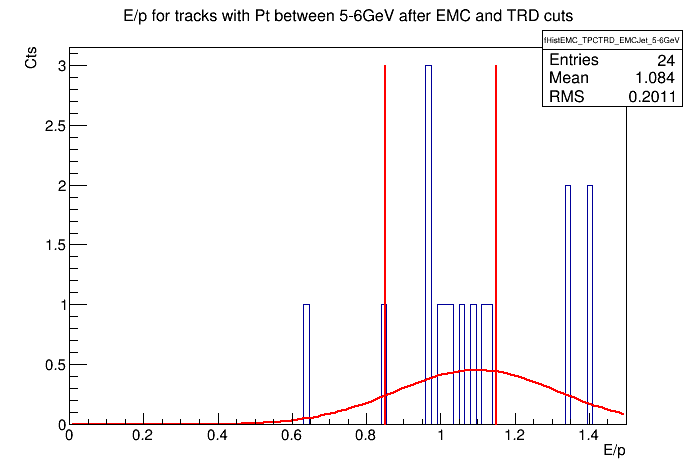 E/p for tracks with Pt between 5-6GeV after EMC and TRD cuts
fHistEMC_TPCTRD_EMCJet_5-6GeV
Entries 24
Mean 1.084
RMS 0.2011
Cts
3
2.5
2
1.5
1
0.5
0
0 0.2 0.4 0.6 0.8 1 1.2 1.4
E/p